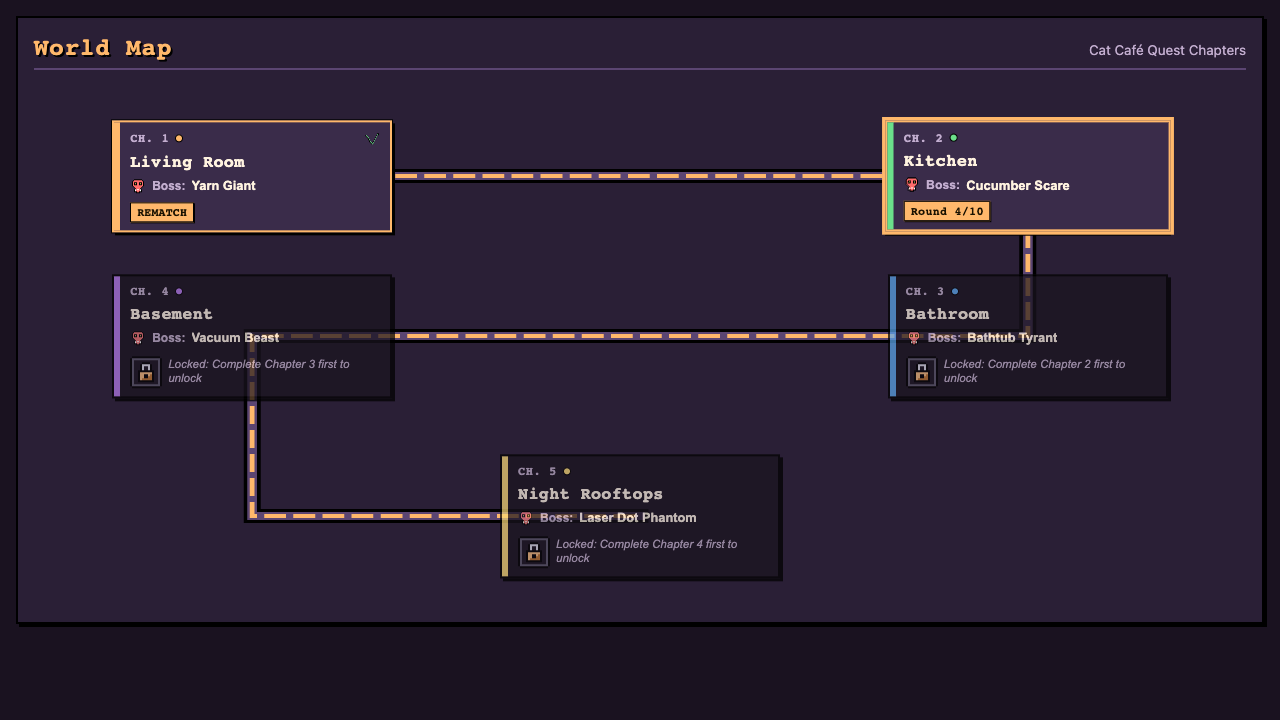 World Map
Cat Café Quest Chapters
CH. 1
Living Room
Boss: Yarn Giant
REMATCH
CH. 2
Kitchen
Boss: Cucumber Scare
Round 4/10
CH. 4
Basement
Boss: Vacuum Beast
Locked: Complete Chapter 3 first to
unlock
CH. 3
Bathroom
Boss: Bathtub Tyrant
Locked: Complete Chapter 2 first to
unlock
CH. 5
Night Rooftops
Boss: Laser Dot Phantom
Locked: Complete Chapter 4 first to
unlock